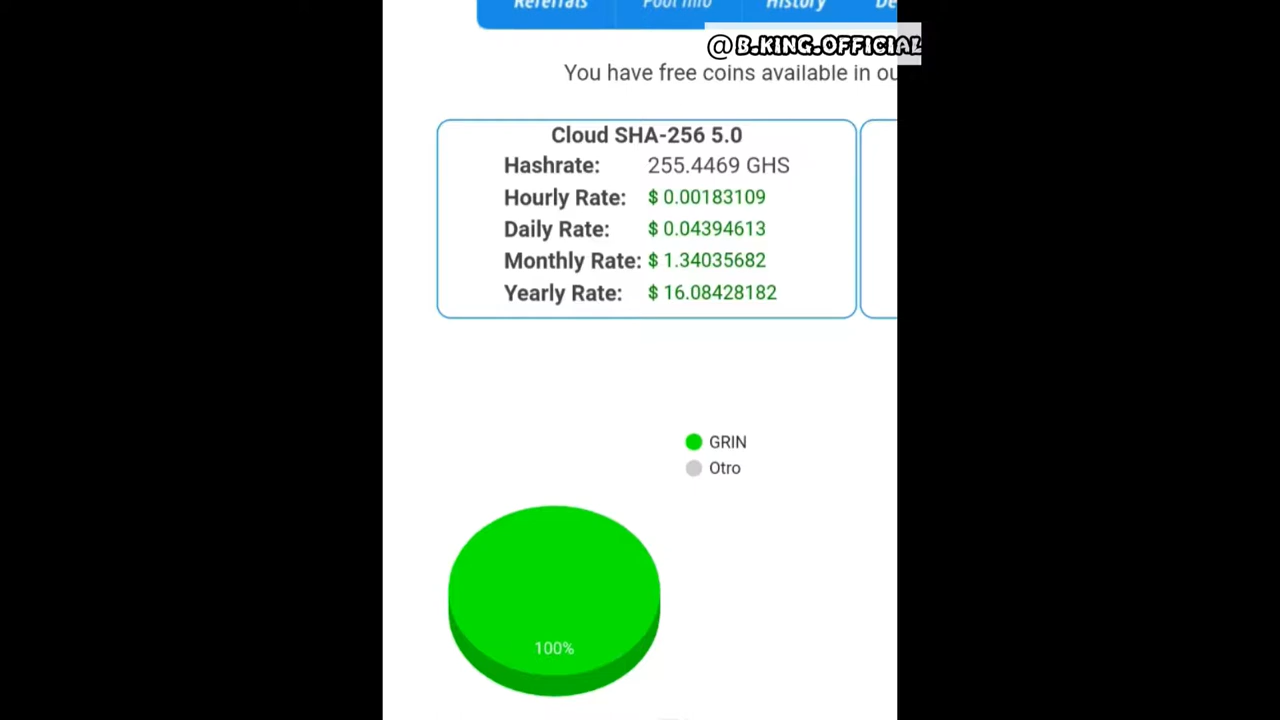 Referrals Pool Info History De
@B.KING.OFFICIAL
You have free coins available in ou
Cloud SHA-256 5.0
Hashrate: 255.4469 GHS
Hourly Rate: $ 0.00183109
Daily Rate: $ 0.04394613
Monthly Rate: $ 1.34035682
Yearly Rate: $ 16.08428182
GRIN
Otro
100%